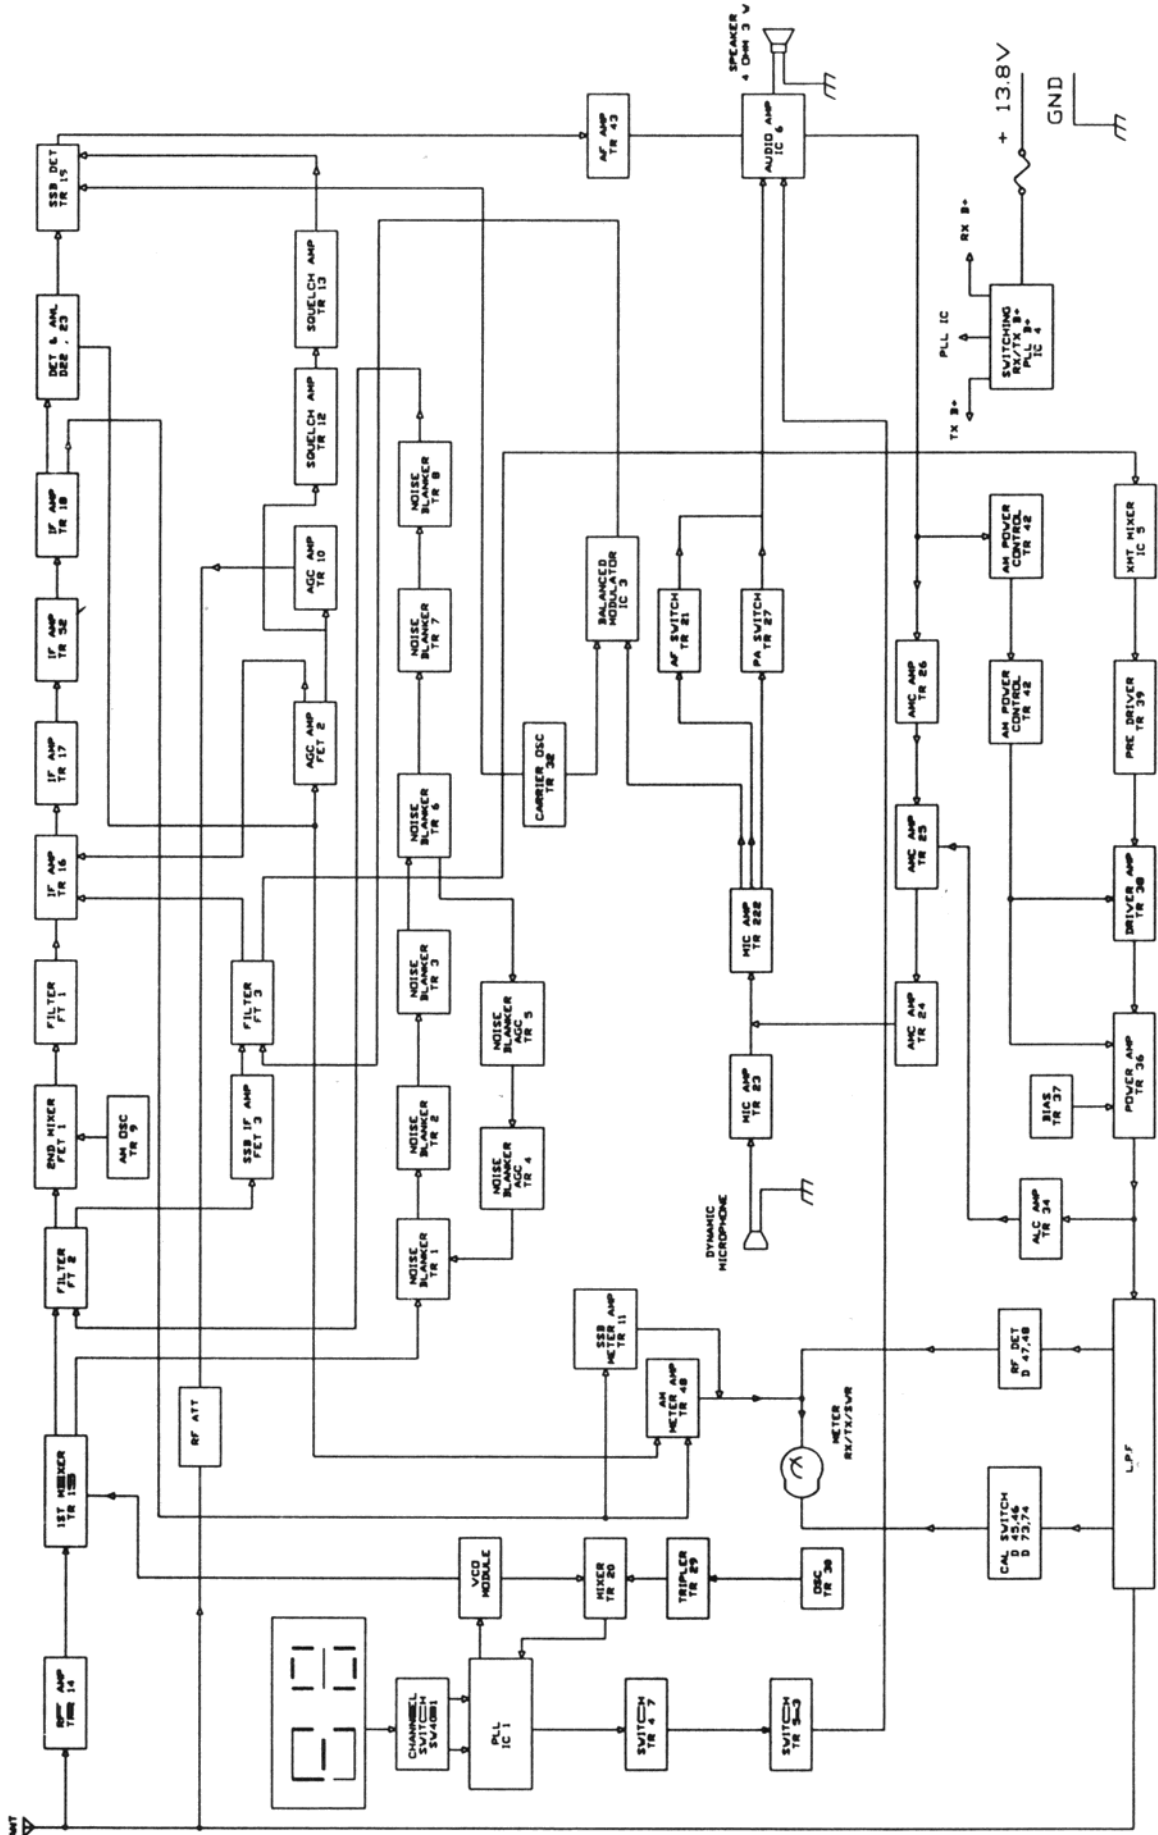 ANT
RF AMP
TR 14
1ST MIXER
FILTER
FT 2
2ND MIXER
FET 1
FILTER
FT 1
IF AMP
TR 16
IF AMP
TR 17
IF AMP
TR 52
IF AMP
TR 18
DET & ANL
D22 , 23
SSB DET
TR 15
AM OSC
TR 9
RF ATT
SSB IF AMP
FET 3
FILTER
FT 3
AGC AMP
FET 2
AGC AMP
TR 10
SQUELCH AMP
TR 12
SQUELCH AMP
TR 13
NOISE
BLANKER
TR 1
NOISE
BLANKER
TR 2
NOISE
BLANKER
TR 3
NOISE
BLANKER
TR 6
NOISE
BLANKER
TR 7
NOISE
BLANKER
TR 8
NOISE
BLANKER
AGC
TR 4
NOISE
BLANKER
AGC
TR 5
CHANNEL
SWITCH
VCO
MODULE
PLL
IC 1
CARRIER OSC
TR 32
MIXER
TR 20
SSB
METER AMP
TR 11
BALANCED
MODULATOR
IC 3
AF AMP
TR 43
SWITCH
TR 47
TRIPLER
TR 29
AM
METER AMP
TR 48
AF SWITCH
TR 21
DYNAMIC
MICROPHONE
MIC AMP
TR 23
MIC AMP
TR 222
PA SWITCH
TR 27
AUDIO AMP
IC 6
SPEAKER
4 OHM 3 W
SWITCH
OSC
TR 30
METER
RX/TX/SWR
AMC AMP
TR 24
AMC AMP
TR 25
AMC AMP
TR 26
CAL SWITCH
D 45,46
D 73,74
RF DET
D 47,48
ALC AMP
TR 34
BIAS
TR 37
AM POWER
CONTROL
TR 42
AM POWER
CONTROL
TR 42
TX B+
PLL IC
RX B+
SWITCHING
RX/TX B+
PLL B+
IC 4
+ 13.8V
GND
L.P.F
POWER AMP
TR 36
DRIVER AMP
TR 38
PRE DRIVER
TR 39
XMT MIXER
IC 5